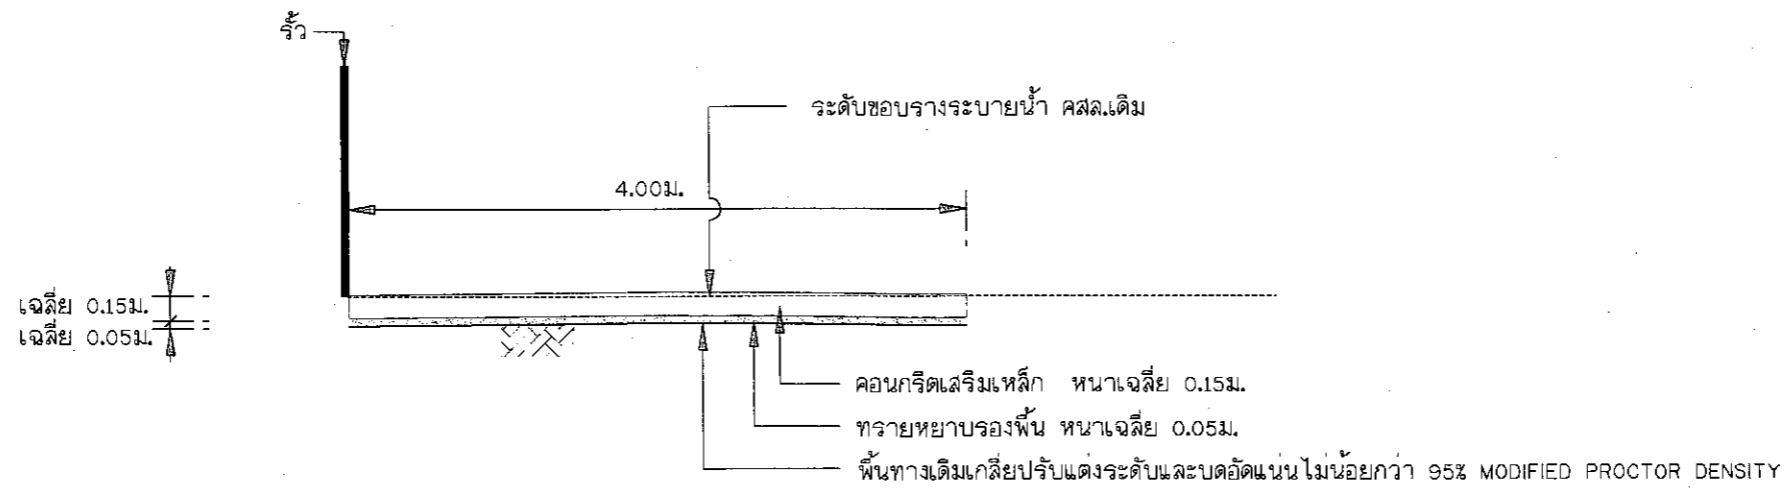 รั้ว
ระดับขอบรางระบายน้ำ คสล.เดิม
4.00ม.
เฉลี่ย 0.15ม.
เฉลี่ย 0.05ม.
คอนกรีตเสริมเหล็ก หนาเฉลี่ย 0.15ม.
ทรายหยาบรองพื้น หนาเฉลี่ย 0.05ม.
พื้นทางเดิมเกลี่ยปรับแต่งระดับและบดอัดแน่นไม่น้อยกว่า 95% MODIFIED PROCTOR DENSITY